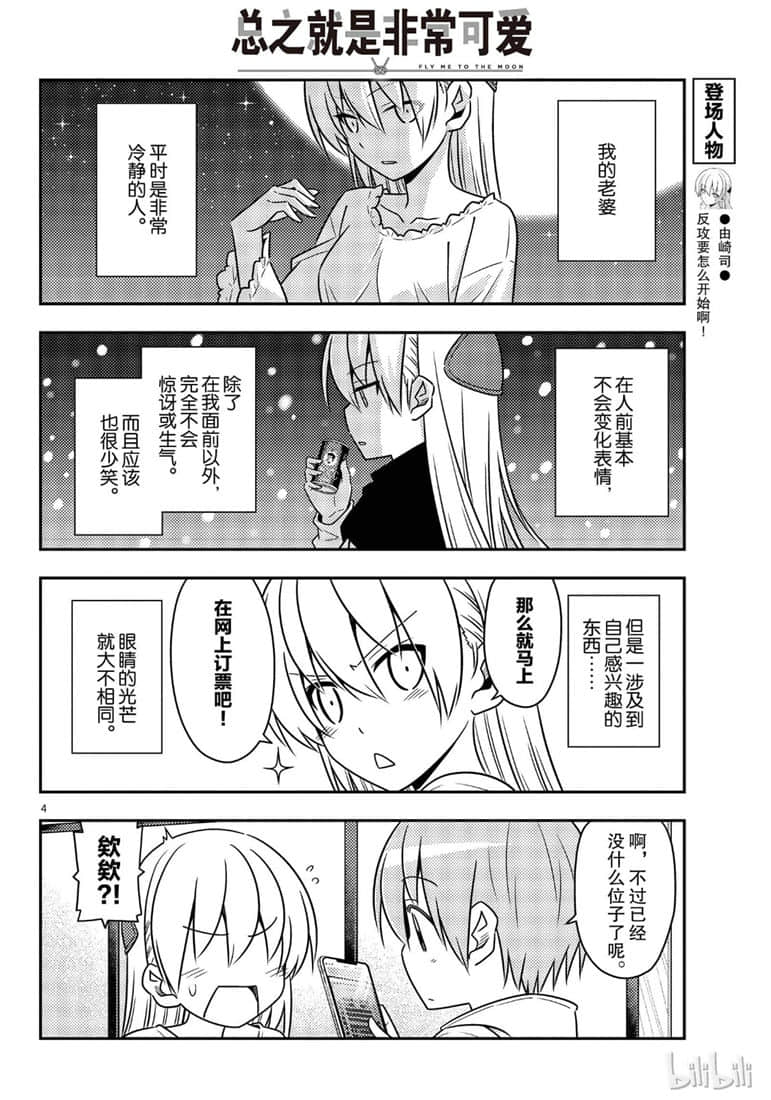 总之就是非常可爱
FLY ME TO THE MOON
登场人物
●由崎司●
反攻要怎么开始啊！
我的老婆
平时是非常
冷静的人。
在人前基本
不会变化表情，
除了
在我面前以外，
完全不会
惊讶或生气。
而且应该
也很少笑。
但是一涉及到
自己感兴趣的
东西……
那么就马上
在网上订票吧！
眼睛的光芒
就大不相同。
4
啊，不过已经
没什么位子了呢。
欸欸?!
bilibili